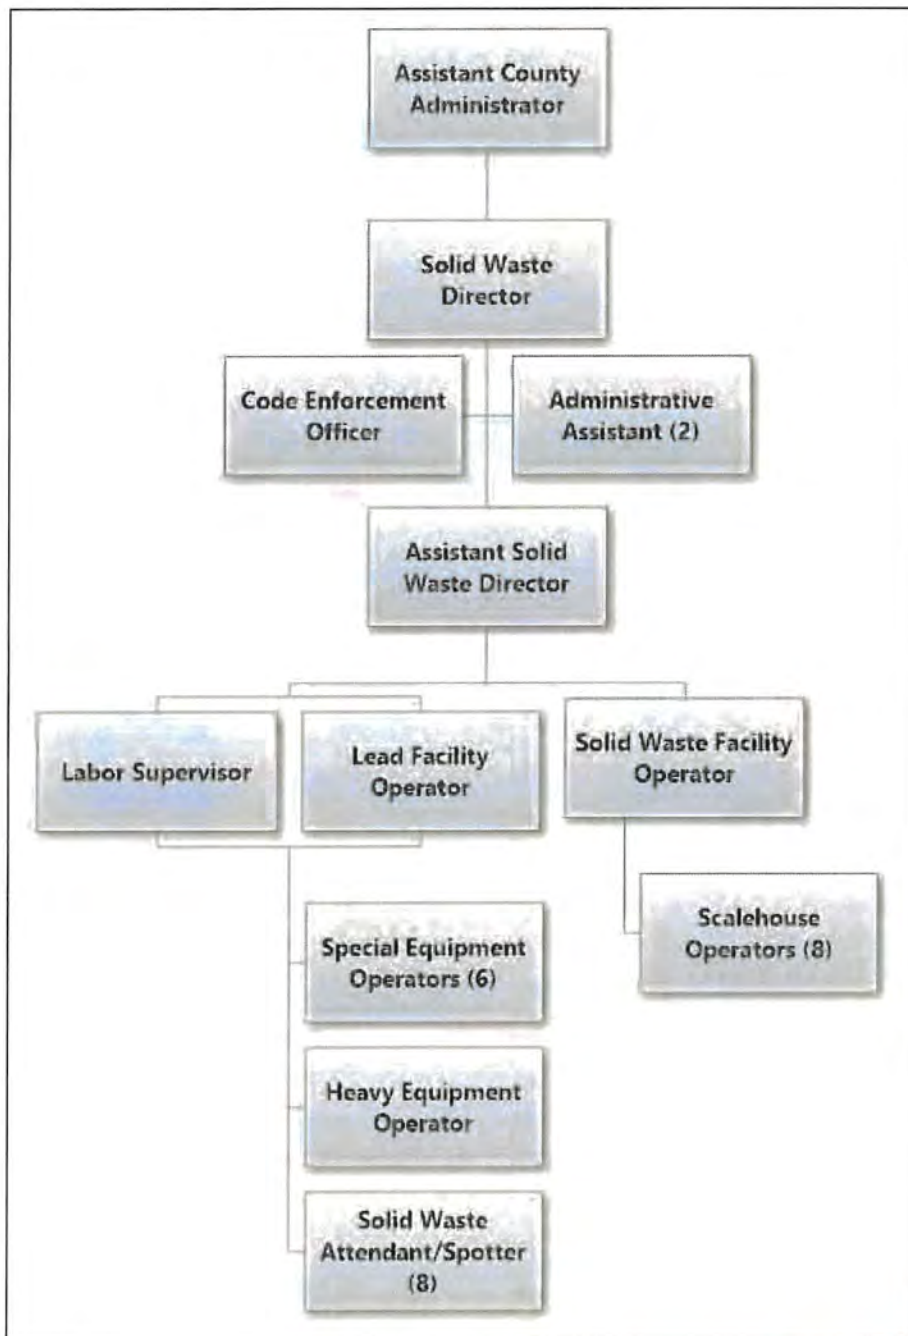 Assistant County
Administrator
Solid Waste
Director
Code Enforcement
Officer
Administrative
Assistant (2)
Assistant Solid
Waste Director
Labor Supervisor
Lead Facility
Operator
Solid Waste Facility
Operator
Scalehouse
Operators (8)
Special Equipment
Operators (6)
Heavy Equipment
Operator
Solid Waste
Attendant/Spotter
(8)